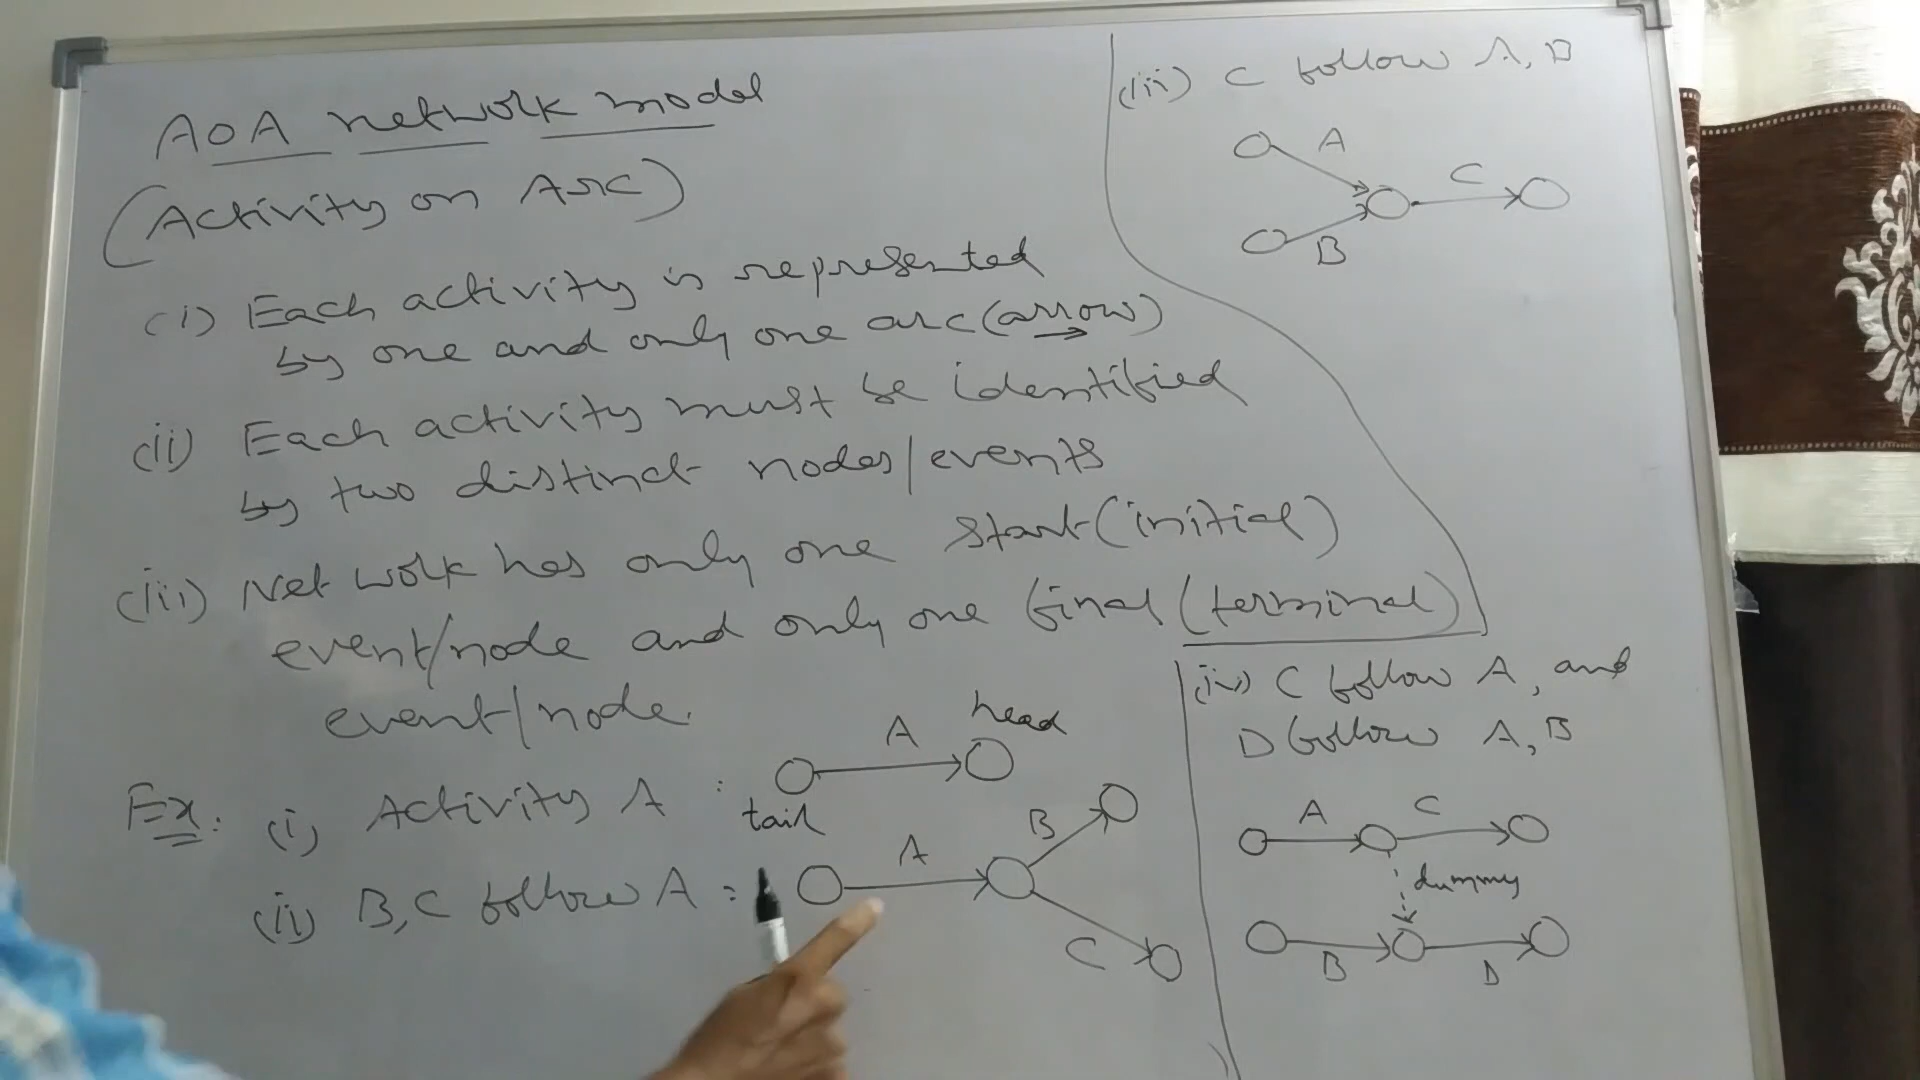 AOA network model
(Activity on Arc)
(i) Each activity is represented
by one and only one arc (arrow)
(ii) Each activity must be identified
by two distinct nodes/events
(iii) Net work has only one start (initial)
event/node and only one final (terminal)
event/node.
Ex: (i) Activity A :
A
head
tail
(ii) B, C follow A :
A
B
C
(iii) C follow A, B
A
C
B
(iv) C follow A, and
D follow A, B
A
C
dummy
B
D